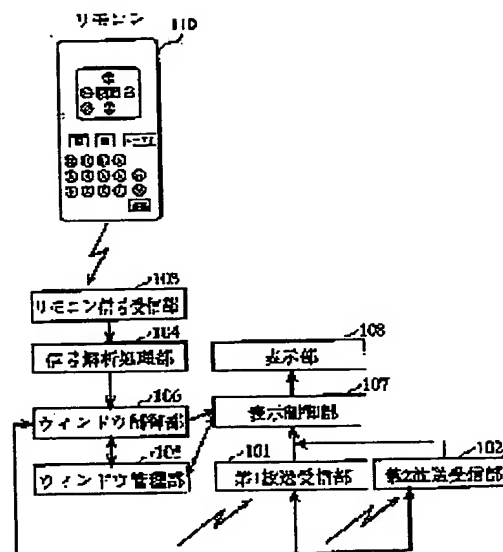 リモコン 110
103
リモコン信号受信部
104
信号解析処理部
106
ウィンドウ制御部
105
ウィンドウ管理部
108
表示部
107
表示制御部
101
第1放送受信部
102
第2放送受信部